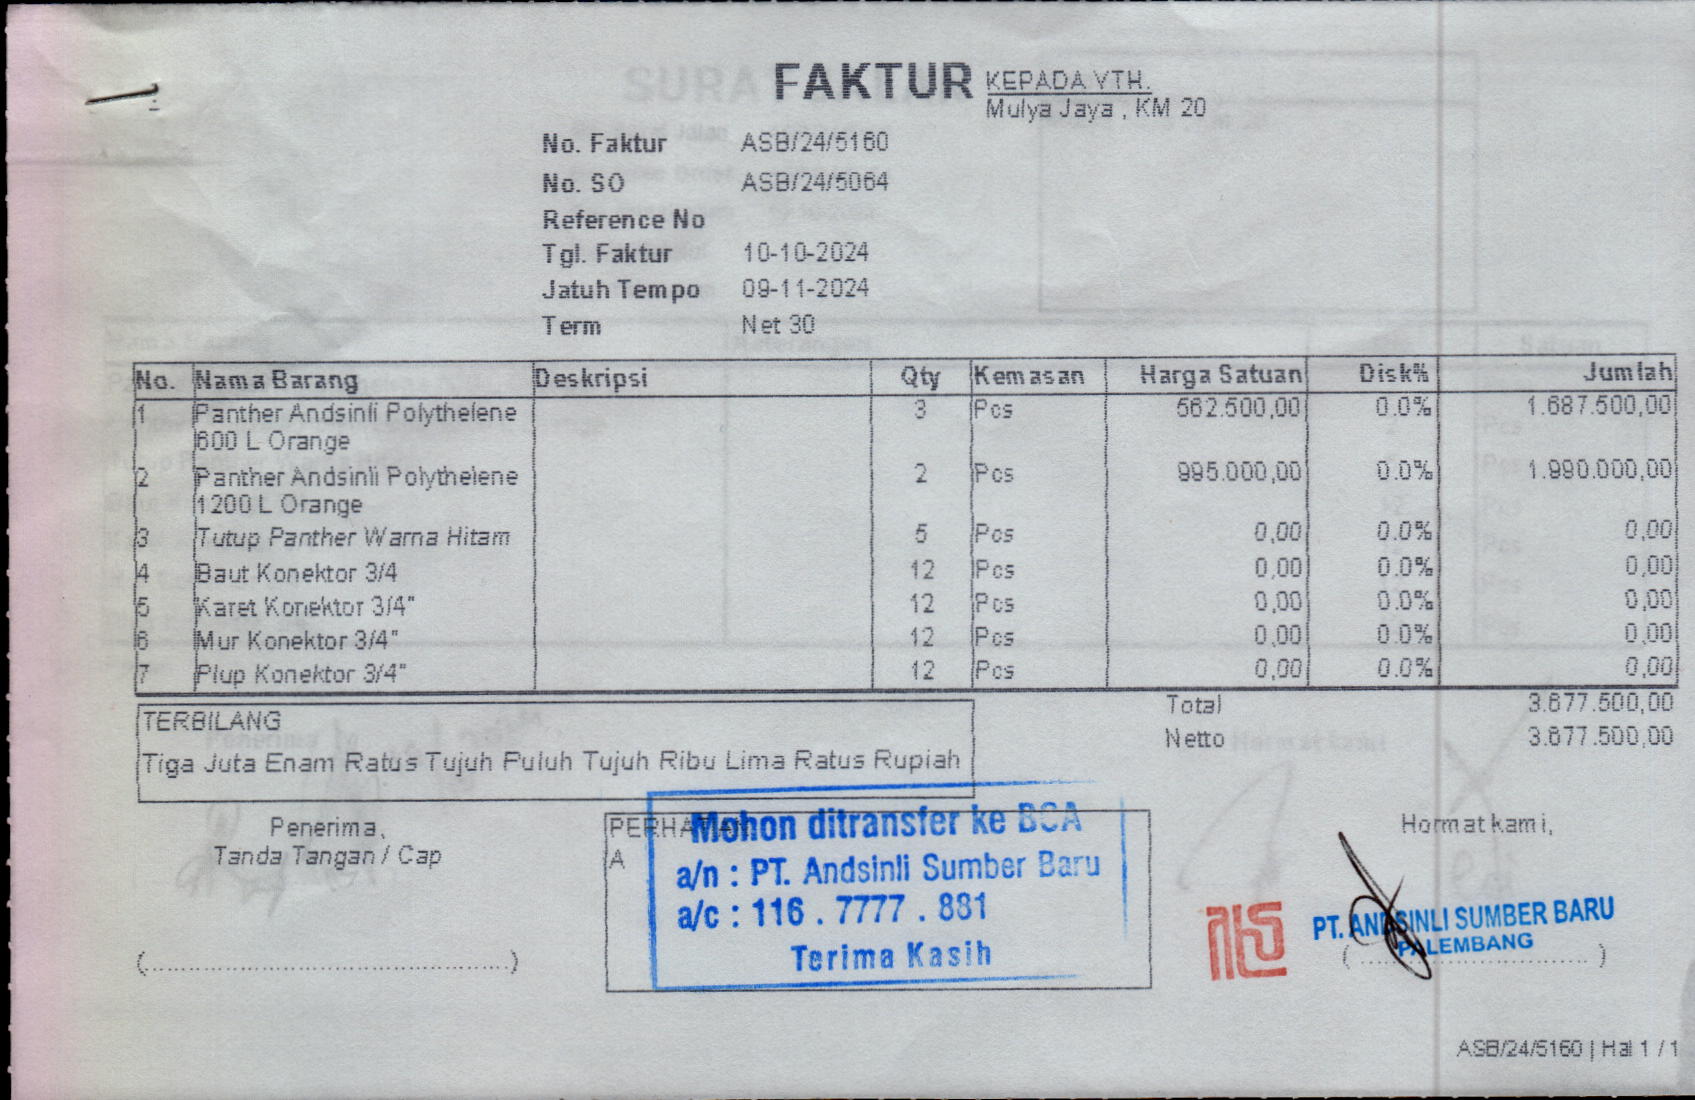 FAKTUR
KEPADA YTH.
Mulya Jaya , KM 20
No. Faktur ASB/24/5160
No. SO ASB/24/5064
Reference No
Tgl. Faktur 10-10-2024
Jatuh Tempo 09-11-2024
Term Net 30
No. Nama Barang Deskripsi Qty Kemasan Harga Satuan Disk% Jumlah
1 Panther Andsinli Polythelene 3 Pcs 562.500,00 0.0% 1.687.500,00
600 L Orange
2 Panther Andsinli Polythelene 2 Pcs 995.000,00 0.0% 1.990.000,00
1200 L Orange
3 Tutup Panther Warna Hitam 5 Pcs 0,00 0.0% 0,00
4 Baut Konektor 3/4 12 Pcs 0,00 0.0% 0,00
5 Karet Konektor 3/4" 12 Pcs 0,00 0.0% 0,00
6 Mur Konektor 3/4" 12 Pcs 0,00 0.0% 0,00
7 Plup Konektor 3/4" 12 Pcs 0,00 0.0% 0,00
Total 3.677.500,00
Netto 3.677.500,00
TERBILANG
Tiga Juta Enam Ratus Tujuh Puluh Tujuh Ribu Lima Ratus Rupiah
Penerima,
Tanda Tangan / Cap
Mohon ditransfer ke BCA
a/n : PT. Andsinli Sumber Baru
a/c : 116 . 7777 . 881
Terima Kasih
Hormat kami,
PT. ANDSINLI SUMBER BARU
PALEMBANG
ASB/24/5160 | Hal 1 / 1